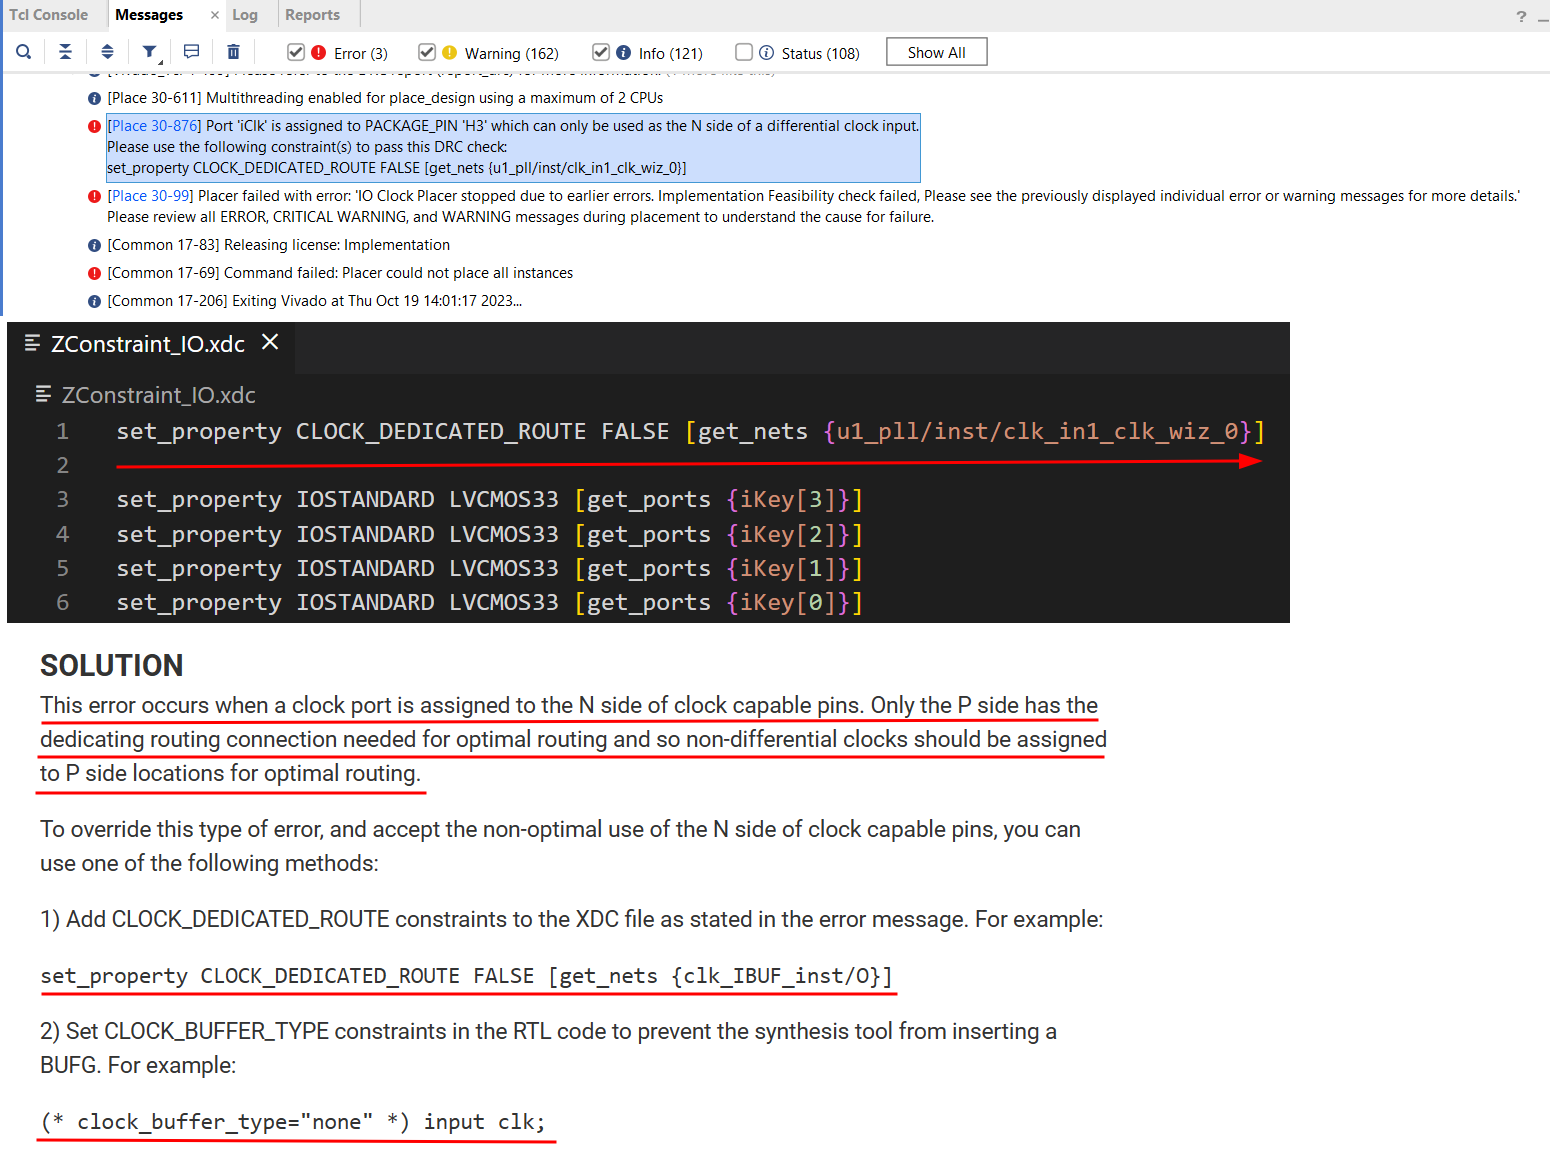 Tcl Console Messages × Log Reports ? _
Error (3) Warning (162) Info (121) Status (108) Show All
[Place 30-611] Multithreading enabled for place_design using a maximum of 2 CPUs
[Place 30-876] Port 'iClk' is assigned to PACKAGE_PIN 'H3' which can only be used as the N side of a differential clock input.
Please use the following constraint(s) to pass this DRC check:
set_property CLOCK_DEDICATED_ROUTE FALSE [get_nets {u1_pll/inst/clk_in1_clk_wiz_0}]
[Place 30-99] Placer failed with error: 'IO Clock Placer stopped due to earlier errors. Implementation Feasibility check failed, Please see the previously displayed individual error or warning messages for more details.'
Please review all ERROR, CRITICAL WARNING, and WARNING messages during placement to understand the cause for failure.
[Common 17-83] Releasing license: Implementation
[Common 17-69] Command failed: Placer could not place all instances
[Common 17-206] Exiting Vivado at Thu Oct 19 14:01:17 2023...
ZConstraint_IO.xdc ×
ZConstraint_IO.xdc
1 set_property CLOCK_DEDICATED_ROUTE FALSE [get_nets {u1_pll/inst/clk_in1_clk_wiz_0}]
2
3 set_property IOSTANDARD LVCMOS33 [get_ports {iKey[3]}]
4 set_property IOSTANDARD LVCMOS33 [get_ports {iKey[2]}]
5 set_property IOSTANDARD LVCMOS33 [get_ports {iKey[1]}]
6 set_property IOSTANDARD LVCMOS33 [get_ports {iKey[0]}]
SOLUTION
This error occurs when a clock port is assigned to the N side of clock capable pins. Only the P side has the
dedicating routing connection needed for optimal routing and so non-differential clocks should be assigned
to P side locations for optimal routing.
To override this type of error, and accept the non-optimal use of the N side of clock capable pins, you can
use one of the following methods:
1) Add CLOCK_DEDICATED_ROUTE constraints to the XDC file as stated in the error message. For example:
set_property CLOCK_DEDICATED_ROUTE FALSE [get_nets {clk_IBUF_inst/O}]
2) Set CLOCK_BUFFER_TYPE constraints in the RTL code to prevent the synthesis tool from inserting a
BUFG. For example:
(* clock_buffer_type="none" *) input clk;